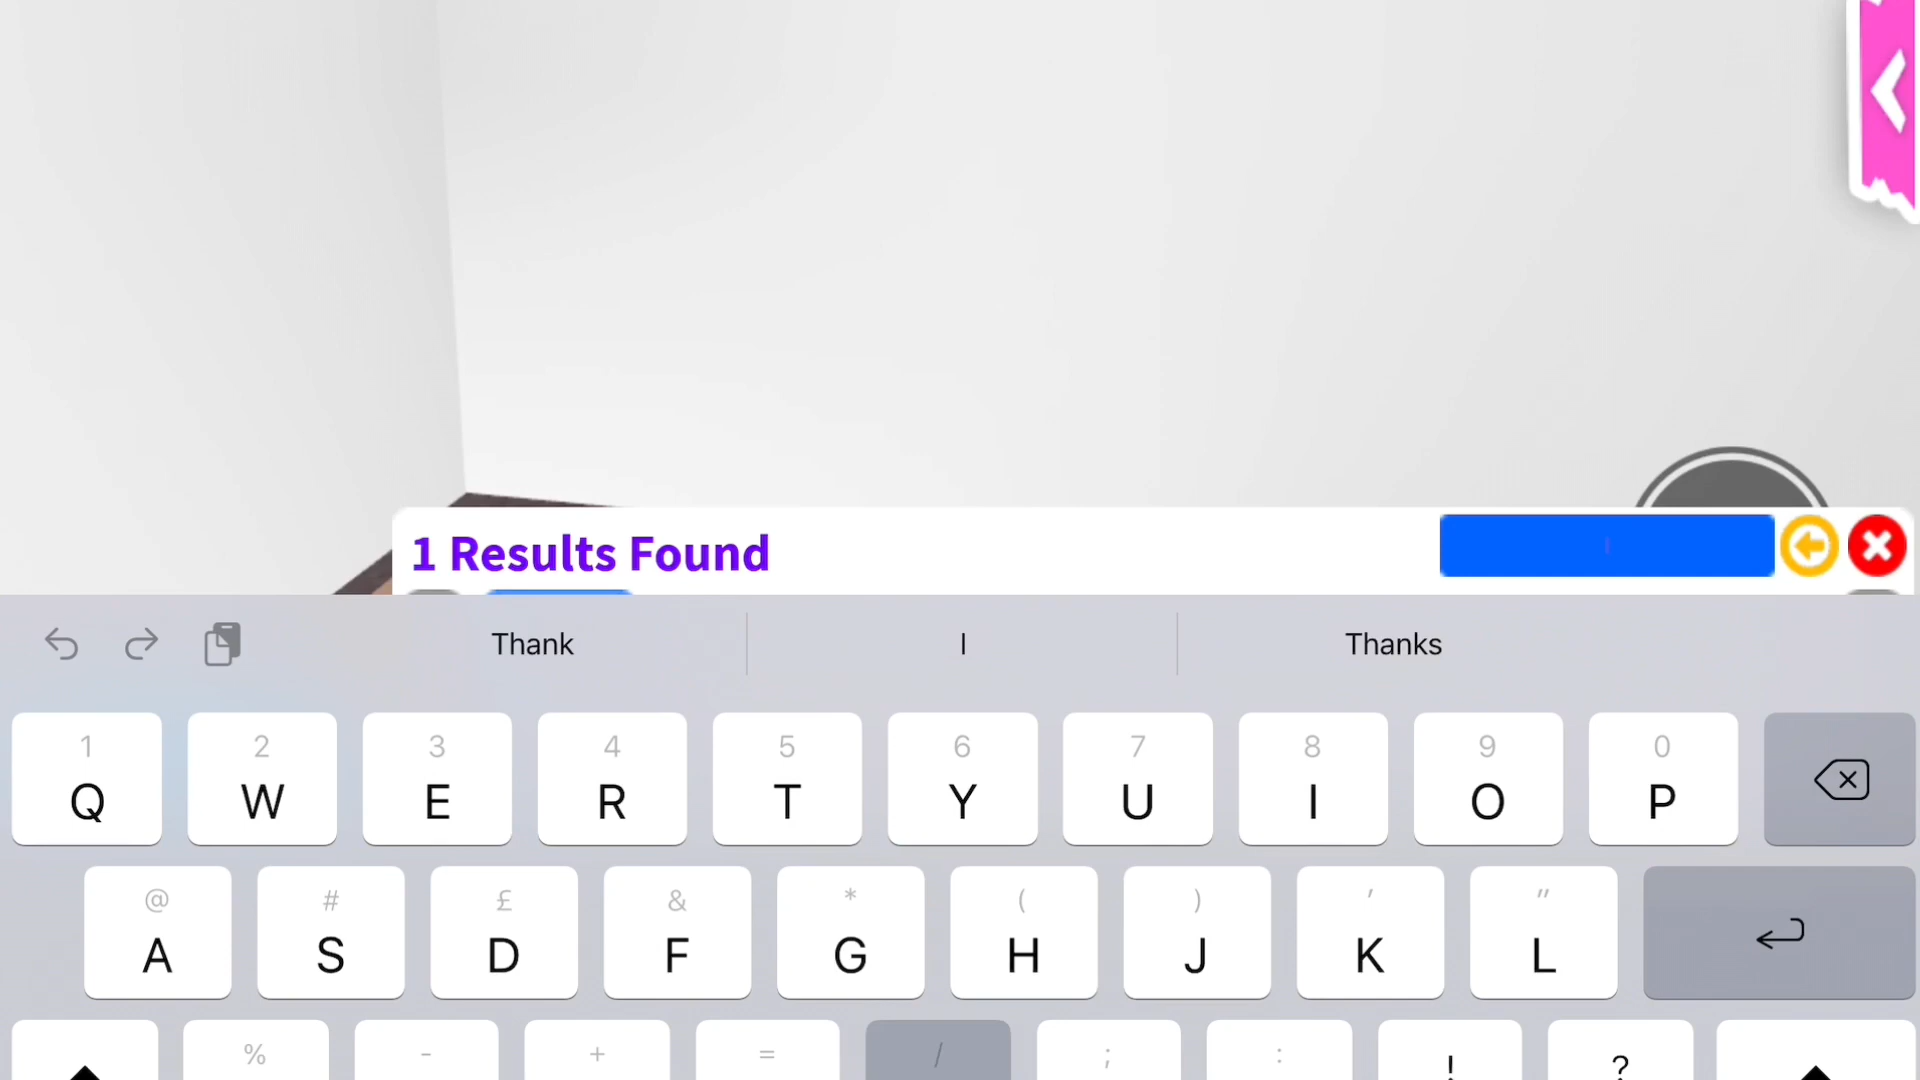 1 Results Found
Thank I Thanks
1 2 3 4 5 6 7 8 9 0
Q W E R T Y U I O P
@ # £ & * ( ) ' "
A S D F G H J K L
% - + = / ; : ! ?